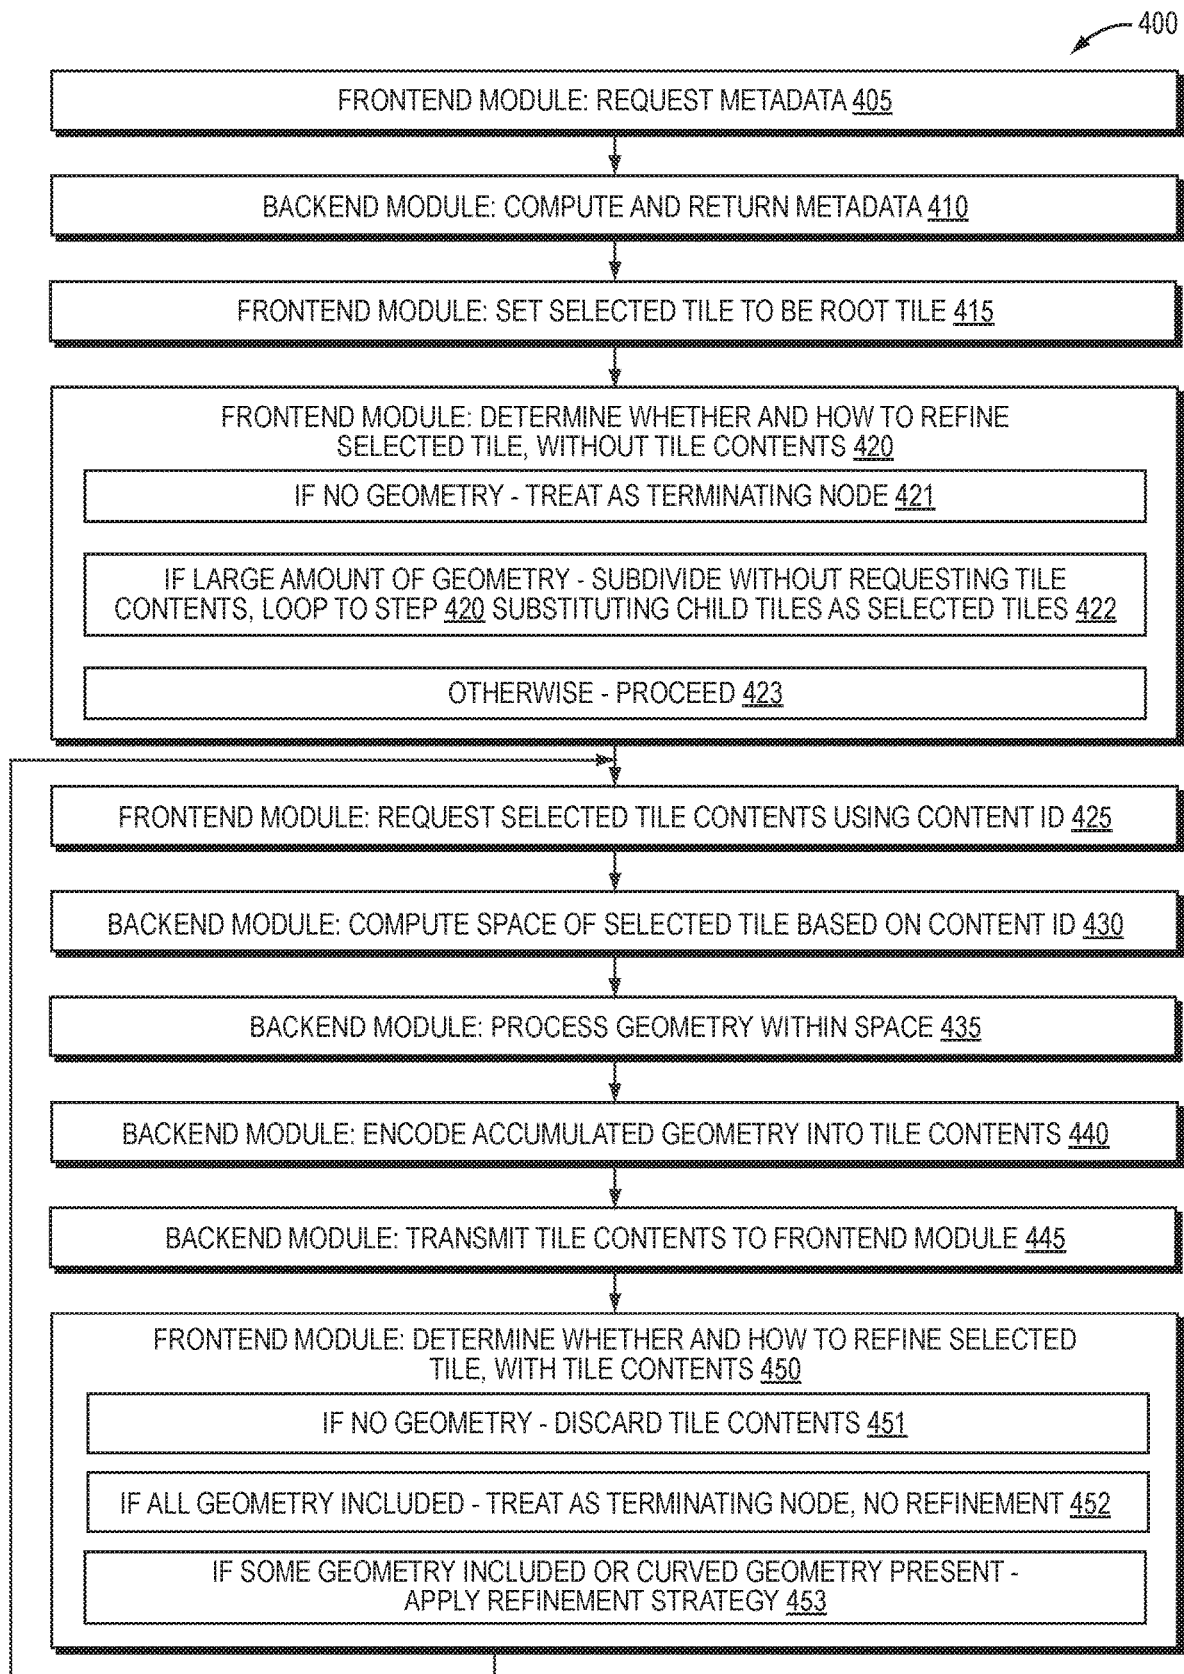 400
FRONTEND MODULE: REQUEST METADATA 405
BACKEND MODULE: COMPUTE AND RETURN METADATA 410
FRONTEND MODULE: SET SELECTED TILE TO BE ROOT TILE 415
FRONTEND MODULE: DETERMINE WHETHER AND HOW TO REFINE
SELECTED TILE, WITHOUT TILE CONTENTS 420
IF NO GEOMETRY - TREAT AS TERMINATING NODE 421
IF LARGE AMOUNT OF GEOMETRY - SUBDIVIDE WITHOUT REQUESTING TILE
CONTENTS, LOOP TO STEP 420 SUBSTITUTING CHILD TILES AS SELECTED TILES 422
OTHERWISE - PROCEED 423
FRONTEND MODULE: REQUEST SELECTED TILE CONTENTS USING CONTENT ID 425
BACKEND MODULE: COMPUTE SPACE OF SELECTED TILE BASED ON CONTENT ID 430
BACKEND MODULE: PROCESS GEOMETRY WITHIN SPACE 435
BACKEND MODULE: ENCODE ACCUMULATED GEOMETRY INTO TILE CONTENTS 440
BACKEND MODULE: TRANSMIT TILE CONTENTS TO FRONTEND MODULE 445
FRONTEND MODULE: DETERMINE WHETHER AND HOW TO REFINE SELECTED
TILE, WITH TILE CONTENTS 450
IF NO GEOMETRY - DISCARD TILE CONTENTS 451
IF ALL GEOMETRY INCLUDED - TREAT AS TERMINATING NODE, NO REFINEMENT 452
IF SOME GEOMETRY INCLUDED OR CURVED GEOMETRY PRESENT -
APPLY REFINEMENT STRATEGY 453